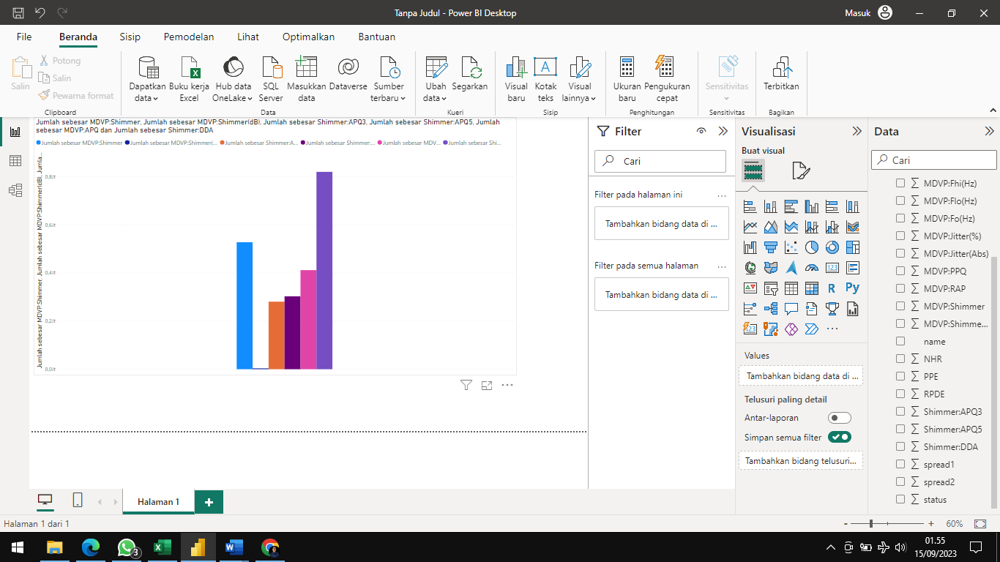 Tanpa Judul - Power BI Desktop
Masuk
File
Beranda
Sisip
Pemodelan
Lihat
Optimalkan
Bantuan
Salin
Potong
Salin
Pewarna format
Clipboard
Dapatkan data
Buku kerja Excel
Hub data OneLake
SQL Server
Masukkan data
Dataverse
Sumber terbaru
Data
Ubah data
Segarkan
Kueri
Visual baru
Kotak teks
Visual lainnya
Sisip
Ukuran baru
Pengukuran cepat
Penghitungan
Sensitivitas
Sensitivitas
Terbitkan
Bagikan
Jumlah sebesar MDVP:Shimmer, Jumlah sebesar MDVP:Shimmer(dB), Jumlah sebesar Shimmer:APQ3, Jumlah sebesar Shimmer:APQ5, Jumlah
sebesar MDVP:APQ dan Jumlah sebesar Shimmer:DDA
Jumlah sebesar MDVP:Shimmer
Jumlah sebesar MDVP:Shimmer(...
Jumlah sebesar Shimmer:A...
Jumlah sebesar Shimmer:...
Jumlah sebesar MDV...
Jumlah sebesar Shi...
Jumlah sebesar MDVP:Shimmer, Jumlah sebesar MDVP:Shimmer(dB), Jumla...
0,8Jt
0,6Jt
0,4Jt
0,2Jt
0,0Jt
Filter
Cari
Filter pada halaman ini
Tambahkan bidang data di ...
Filter pada semua halaman
Tambahkan bidang data di ...
Visualisasi
Buat visual
123
R
Py
123
Values
Tambahkan bidang data di ...
Telusuri paling detail
Antar-laporan
Simpan semua filter
Tambahkan bidang telusuri...
Data
Cari
MDVP:Fhi(Hz)
MDVP:Flo(Hz)
MDVP:Fo(Hz)
MDVP:Jitter(%)
MDVP:Jitter(Abs)
MDVP:PPQ
MDVP:RAP
MDVP:Shimmer
MDVP:Shimme...
name
NHR
PPE
RPDE
Shimmer:APQ3
Shimmer:APQ5
Shimmer:DDA
spread1
spread2
status
Halaman 1
Halaman 1 dari 1
60%
3
01.55
15/09/2023